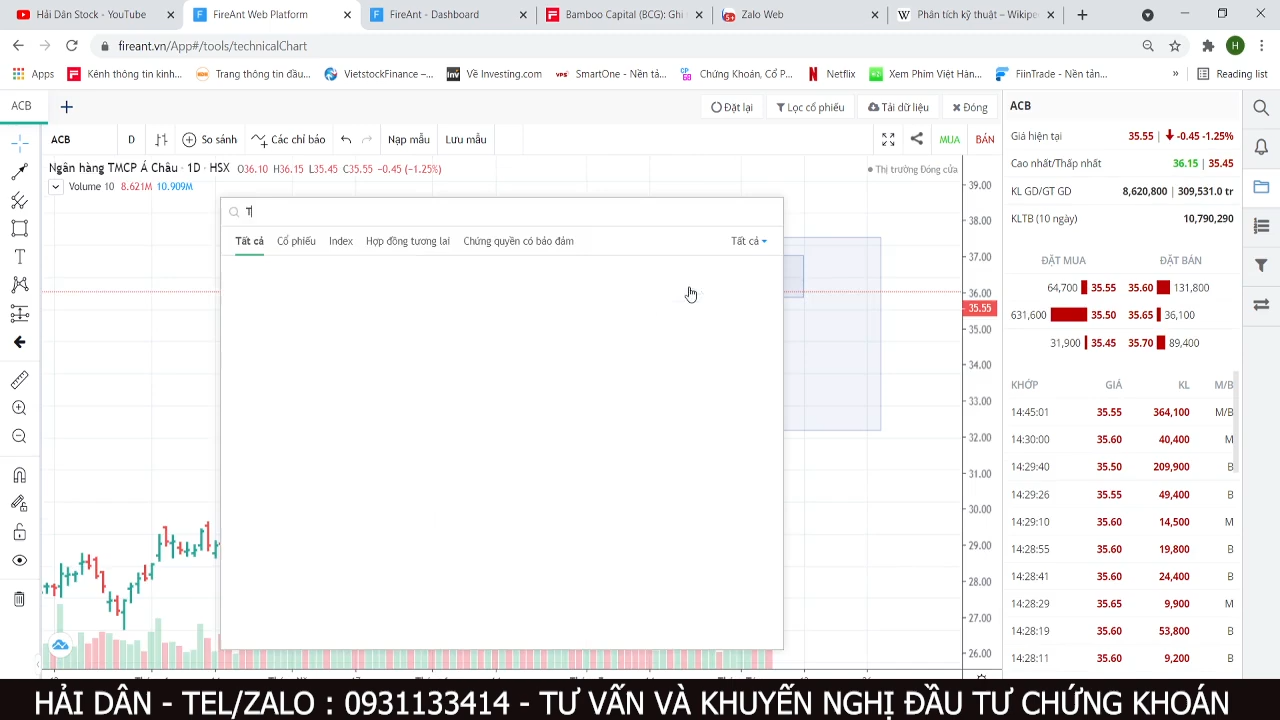 Hải Dân Stock - YouTube
FireAnt Web Platform
FireAnt - Dashboard
Bamboo Capital (BCG): Ghi
Zalo Web
Phân tích kỹ thuật – Wikipe
fireant.vn/App#/tools/technicalChart
Apps
Kênh thông tin kinh...
Trang thông tin đầu...
VietstockFinance –...
Về Investing.com
SmartOne - Nền tả...
Chứng Khoán, Cổ P...
Netflix
Xem Phim Việt Hàn...
FiinTrade - Nền tản...
Reading list
ACB
Đặt lại
Lọc cổ phiếu
Tải dữ liệu
Đóng
ACB
ACB
D
So sánh
Các chỉ báo
Nạp mẫu
Lưu mẫu
MUA
BÁN
Giá hiện tại
35.55 | -0.45 -1.25%
Ngân hàng TMCP Á Châu · 1D · HSX O36.10 H36.15 L35.45 C35.55 −0.45 (−1.25%)
Thị trường Đóng cửa
Cao nhất/Thấp nhất
36.15 | 35.45
Volume 10 8.621M 10.909M
KL GD/GT GD
8,620,800 | 309,531.0 tr
KLTB (10 ngày)
10,790,290
T
Tất cả
Cổ phiếu
Index
Hợp đồng tương lai
Chứng quyền có bảo đảm
Tất cả
39.00
38.00
37.00
36.00
35.55
35.00
34.00
33.00
32.00
31.00
30.00
29.00
28.00
27.00
26.00
ĐẶT MUA
ĐẶT BÁN
64,700 35.55 35.60 131,800
631,600 35.50 35.65 36,100
31,900 35.45 35.70 89,400
KHỚP GIÁ KL M/B
14:45:01 35.55 364,100 M/B
14:30:00 35.60 40,400 M
14:29:40 35.50 209,900 B
14:29:26 35.55 49,400 B
14:29:10 35.60 14,500 M
14:28:55 35.60 19,800 B
14:28:41 35.60 24,400 B
14:28:29 35.65 9,900 M
14:28:19 35.60 53,800 B
14:28:11 35.60 9,200 B
HẢI DÂN - TEL/ZALO : 0931133414 - TƯ VẤN VÀ KHUYẾN NGHỊ ĐẦU TƯ CHỨNG KHOÁN